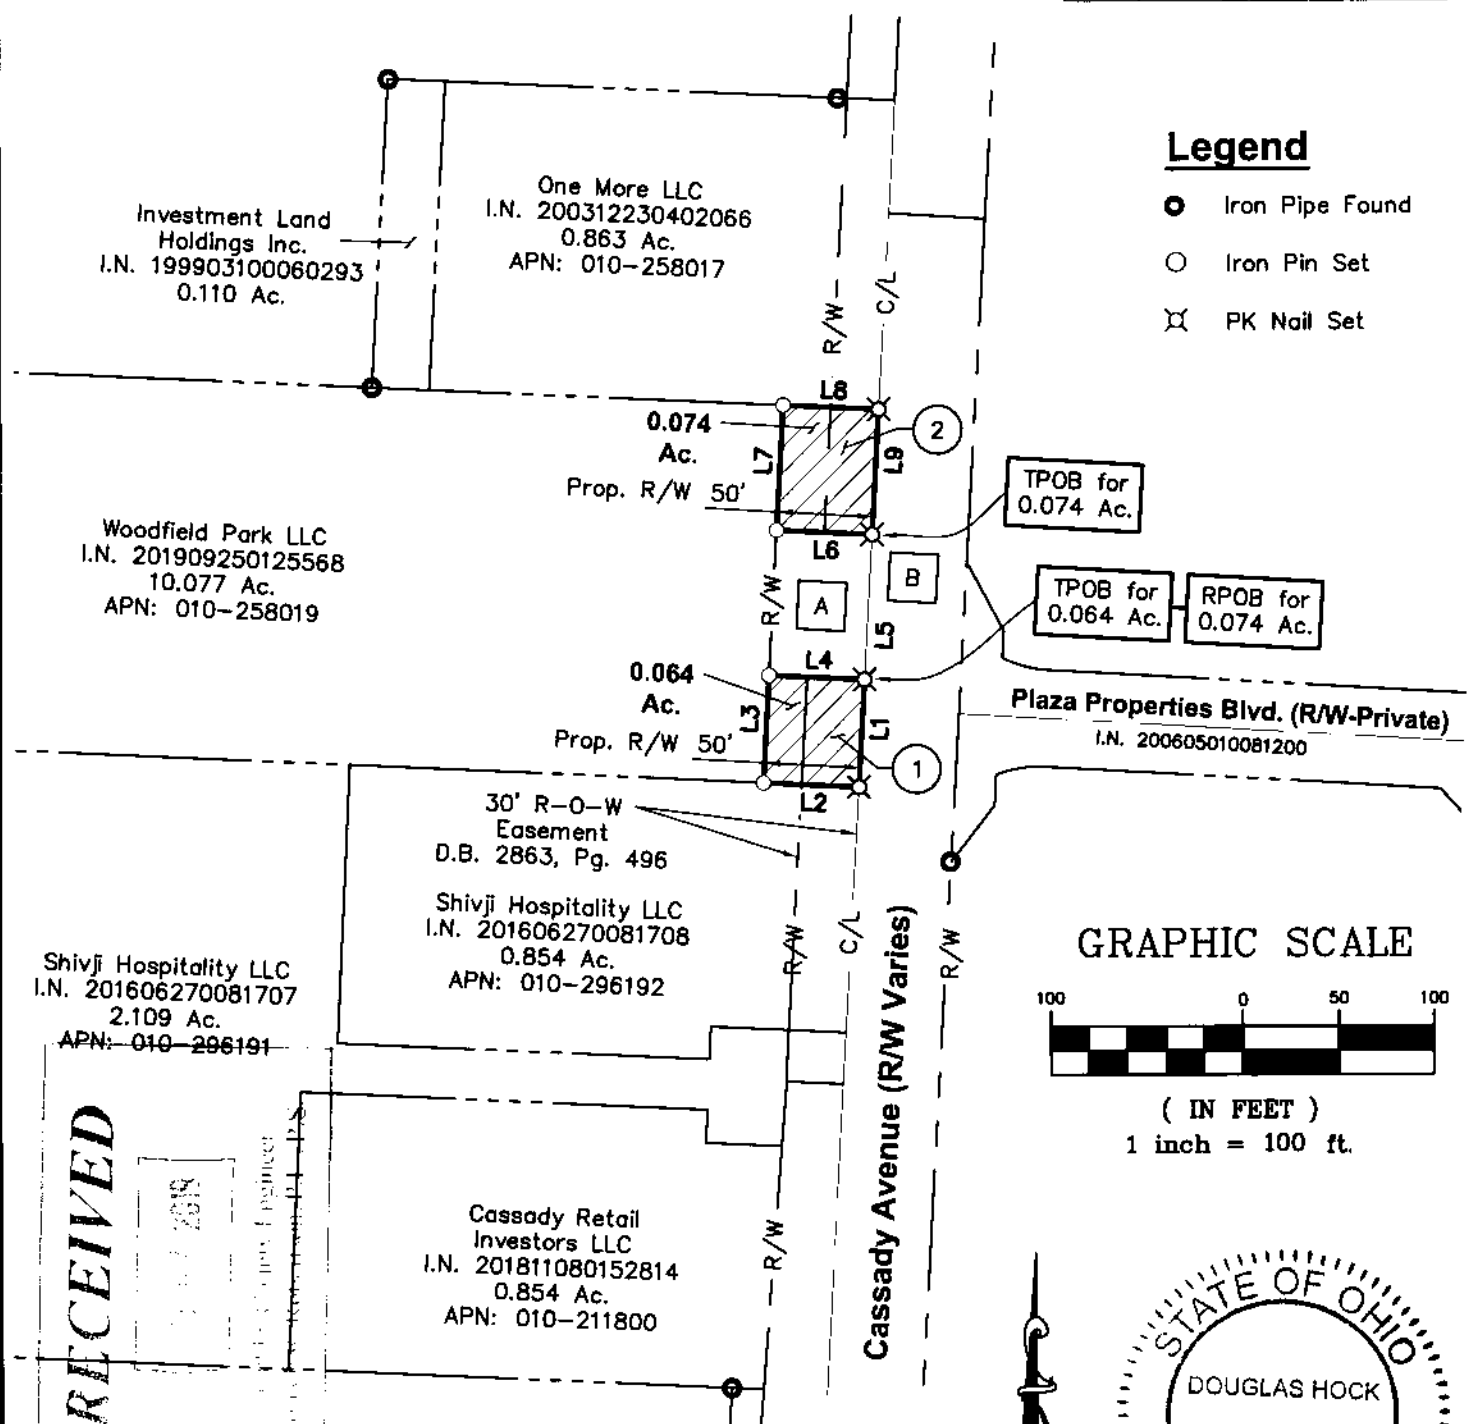 Legend
Iron Pipe Found
Iron Pin Set
PK Nail Set
One More LLC
I.N. 200312230402066
0.863 Ac.
APN: 010-258017
Investment Land
Holdings Inc.
I.N. 199903100060293
0.110 Ac.
R/W
C/L
L8
0.074
Ac.
2
L7
L9
Prop. R/W 50'
L6
TPOB for
0.074 Ac.
Woodfield Park LLC
I.N. 201909250125568
10.077 Ac.
APN: 010-258019
R/W
A
B
L5
TPOB for
0.064 Ac.
RPOB for
0.074 Ac.
L4
0.064
Ac.
L3
L1
Prop. R/W 50'
1
L2
Plaza Properties Blvd. (R/W-Private)
I.N. 200605010081200
30' R-O-W
Easement
D.B. 2863, Pg. 496
Shivji Hospitality LLC
I.N. 201606270081708
0.854 Ac.
APN: 010-296192
R/W
C/L
R/W
Cassady Avenue (R/W Varies)
Shivji Hospitality LLC
I.N. 201606270081707
2.109 Ac.
APN: 010-296191
GRAPHIC SCALE
100 0 50 100
( IN FEET )
1 inch = 100 ft.
RECEIVED
2019
Engineer
Cassady Retail
Investors LLC
I.N. 201811080152814
0.854 Ac.
APN: 010-211800
R/W
STATE OF OHIO
DOUGLAS HOCK